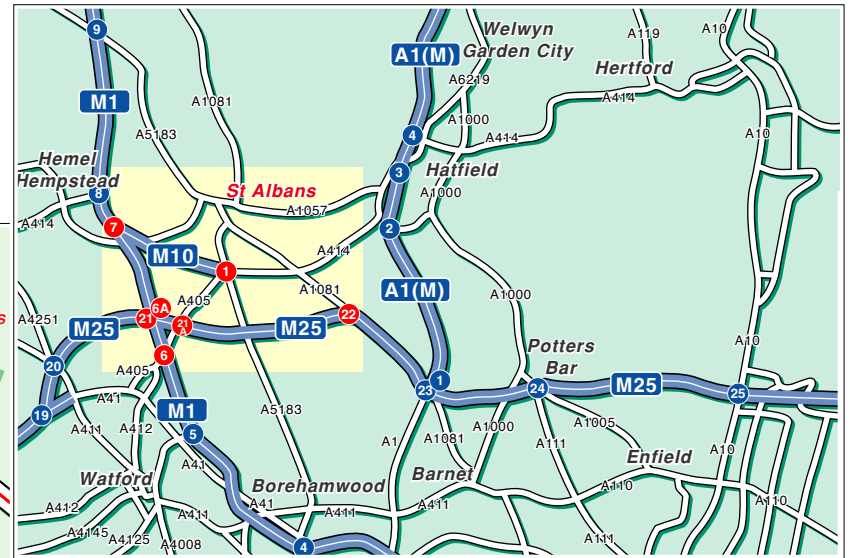 9
Welwyn
Garden City
A119
A10
A1(M)
Hertford
M1
A6219
A414
A1081
A1000
A5183
4
A414
A10
Hemel
Hempstead
3
Hatfield
8
St Albans
A1000
A1057
A414
7
2
M10
A414
1
A1081
A1(M)
A1000
6A
A405
s
A4251
21
21
A
22
M25
M25
A10
6
Potters
Bar
20
A405
1
M25
A41
23
24
25
19
M1
A5183
A1005
A411
A412
5
A1
A1081
A1000
A111
A10
A41
Enfield
Watford
Borehamwood
Barnet
A110
A412
A41
A411
A411
A411
A110
A4145
A4125
A4008
4
A111